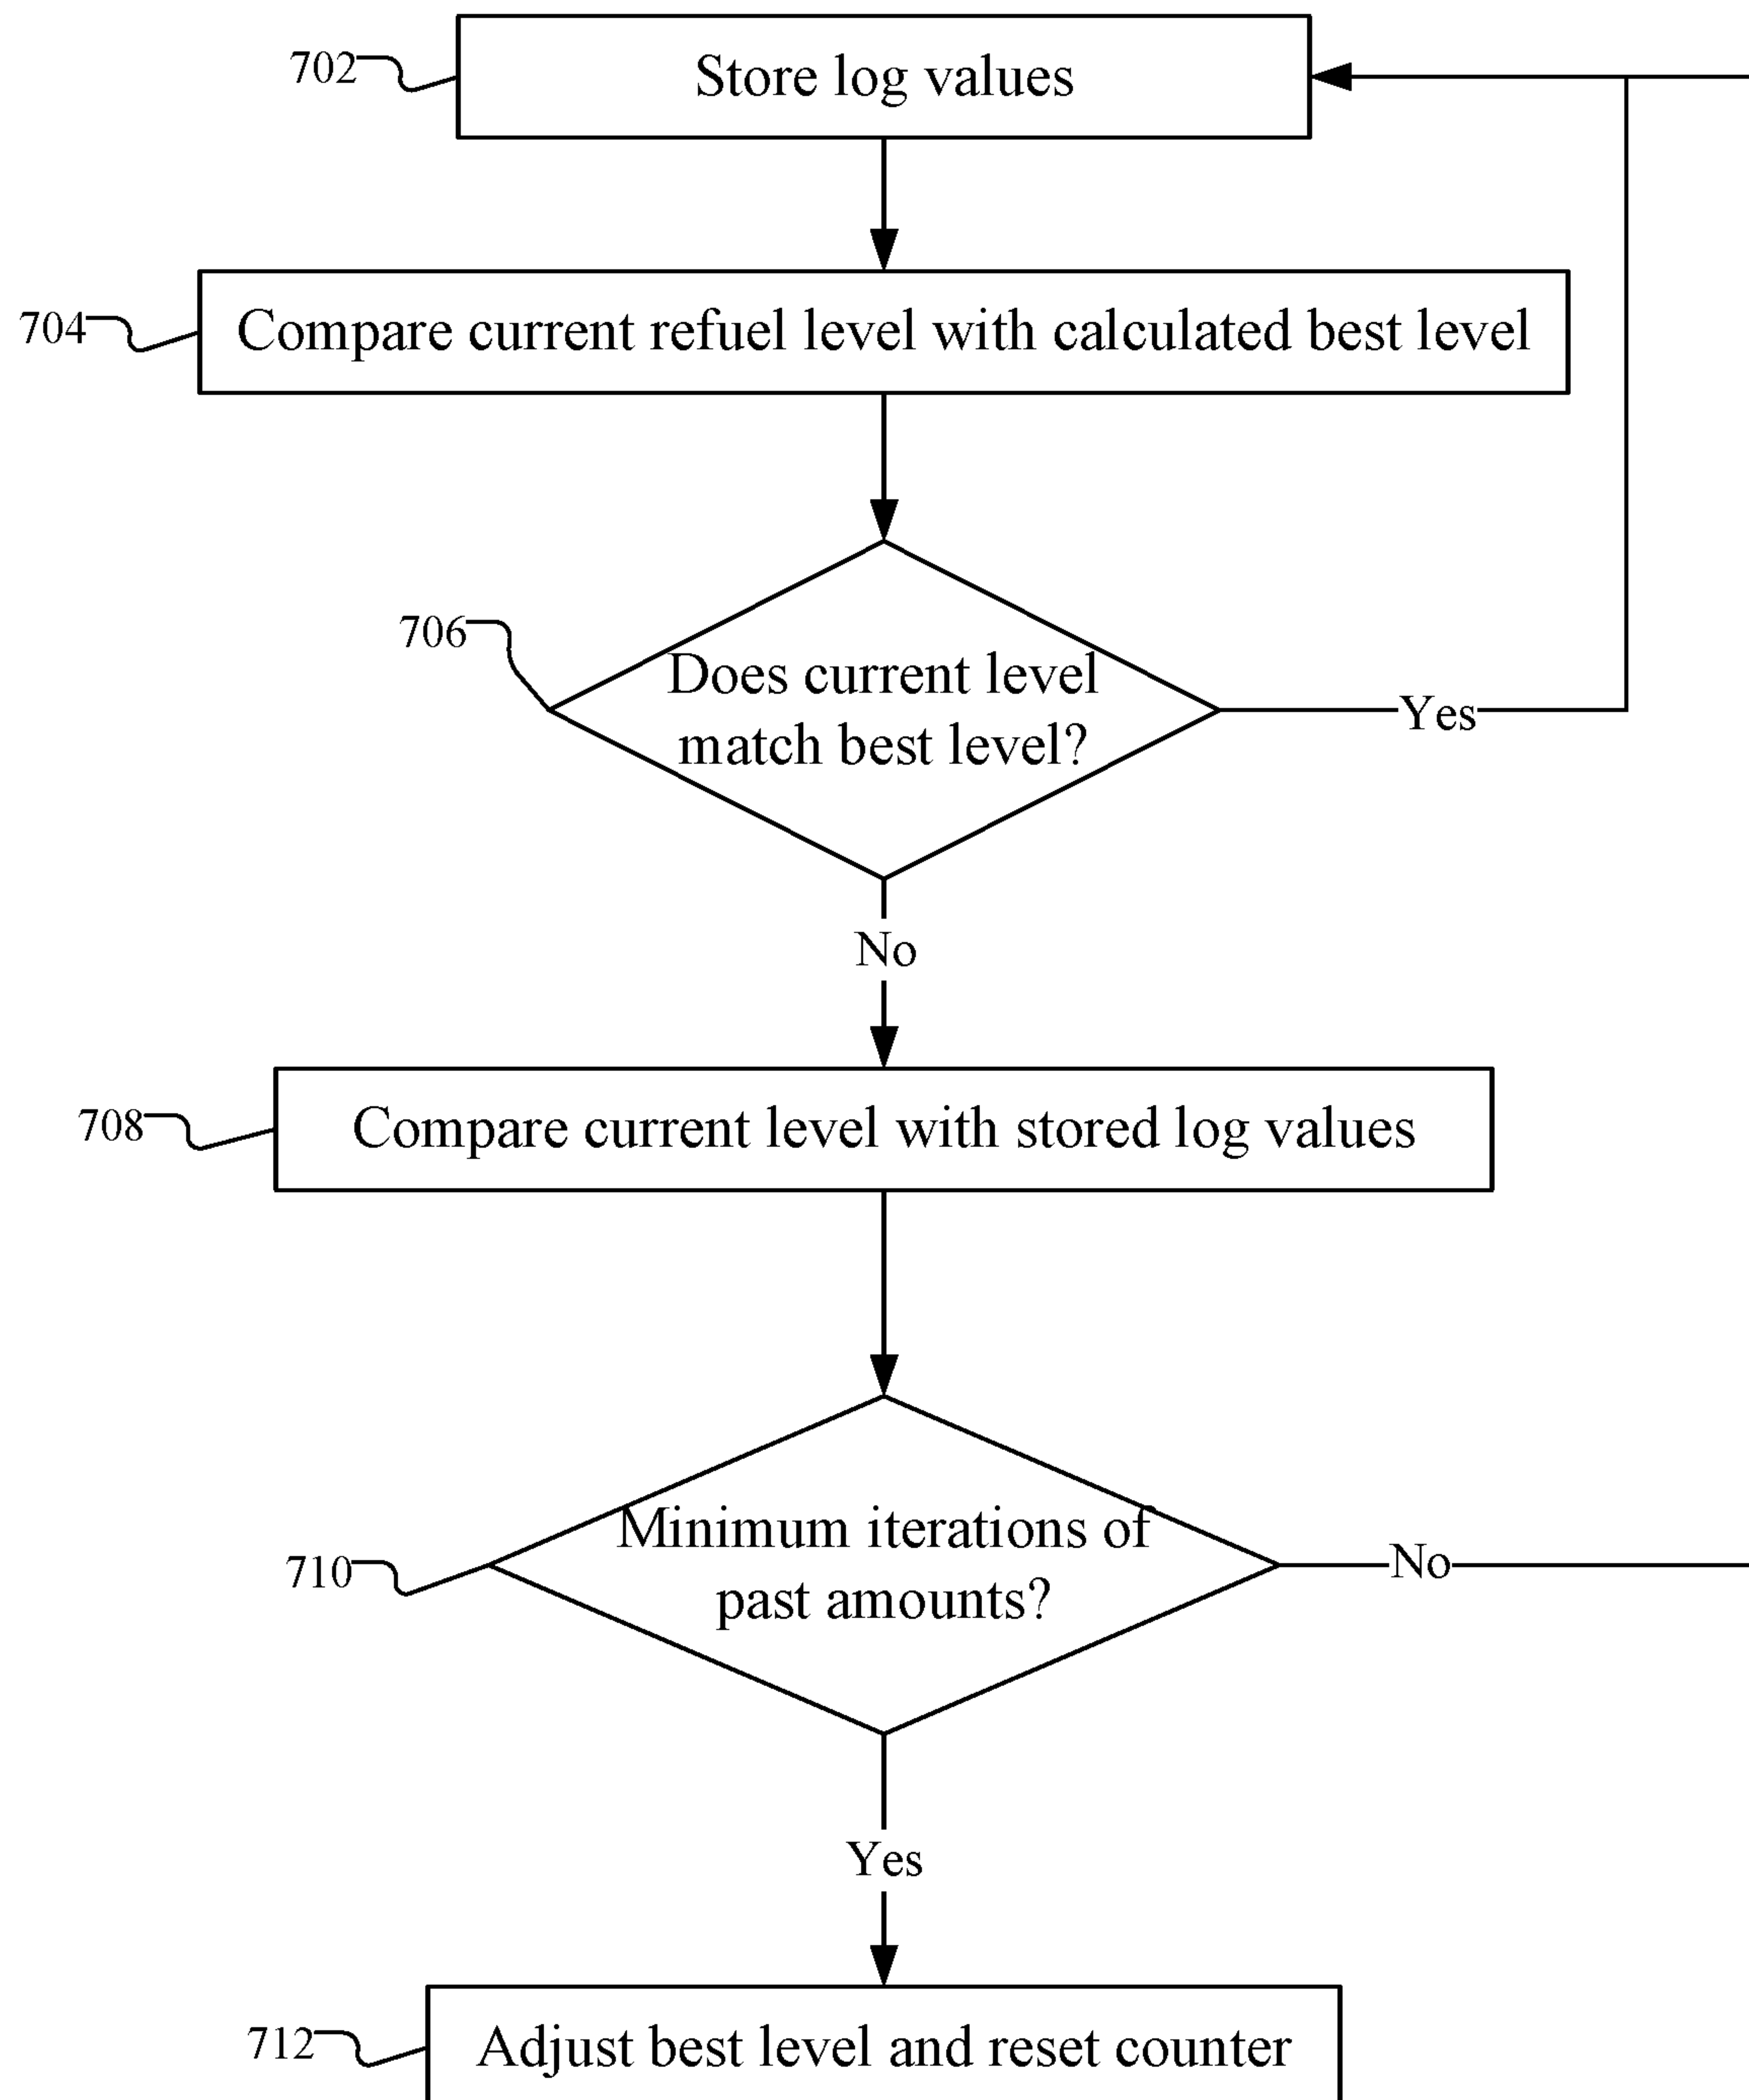 702
Store log values
704
Compare current refuel level with calculated best level
706
Does current level
match best level?
Yes
No
708
Compare current level with stored log values
710
Minimum iterations of
past amounts?
No
Yes
712
Adjust best level and reset counter